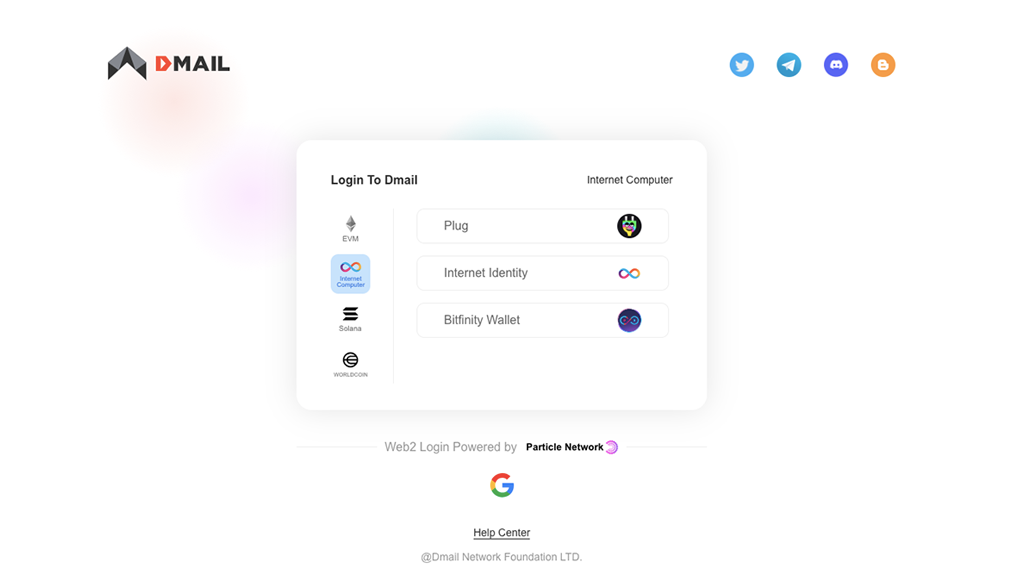 DMAIL
Login To Dmail
Internet Computer
EVM
Internet
Computer
Solana
WORLDCOIN
Plug
Internet Identity
Bitfinity Wallet
Web2 Login Powered by Particle Network
Help Center
@Dmail Network Foundation LTD.